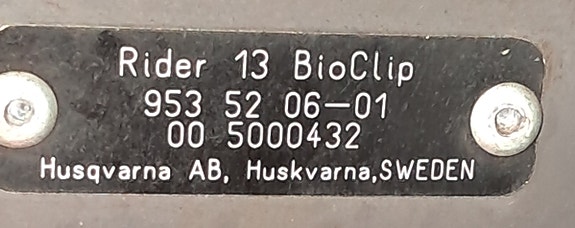 Rider 13 BioClip
953 52 06-01
00 5000432
Husqvarna AB, Huskvarna,SWEDEN